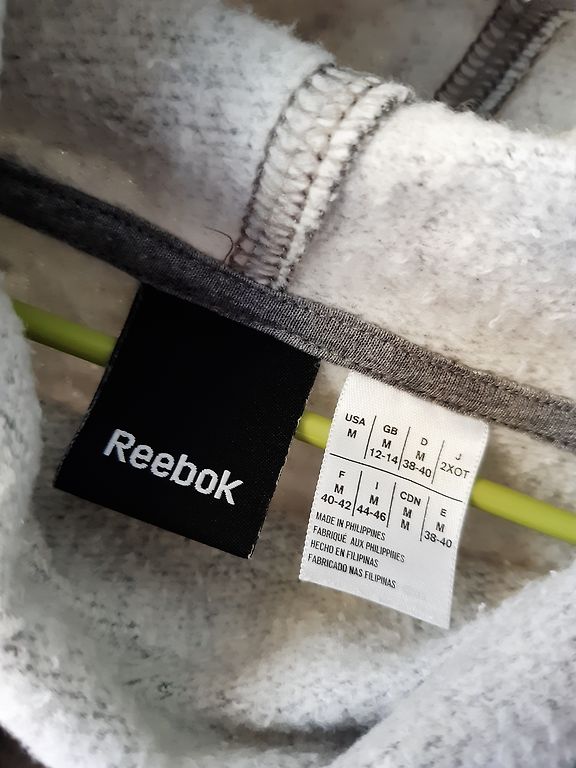 Reebok
USA GB D J
M M M 2XOT
12-14 38-40
F I CDN E
M M M M
40-42 44-46 M 38-40
MADE IN PHILIPPINES
FABRIQUÉ AUX PHILIPPINES
HECHO EN FILIPINAS
FABRICADO NAS FILIPINAS